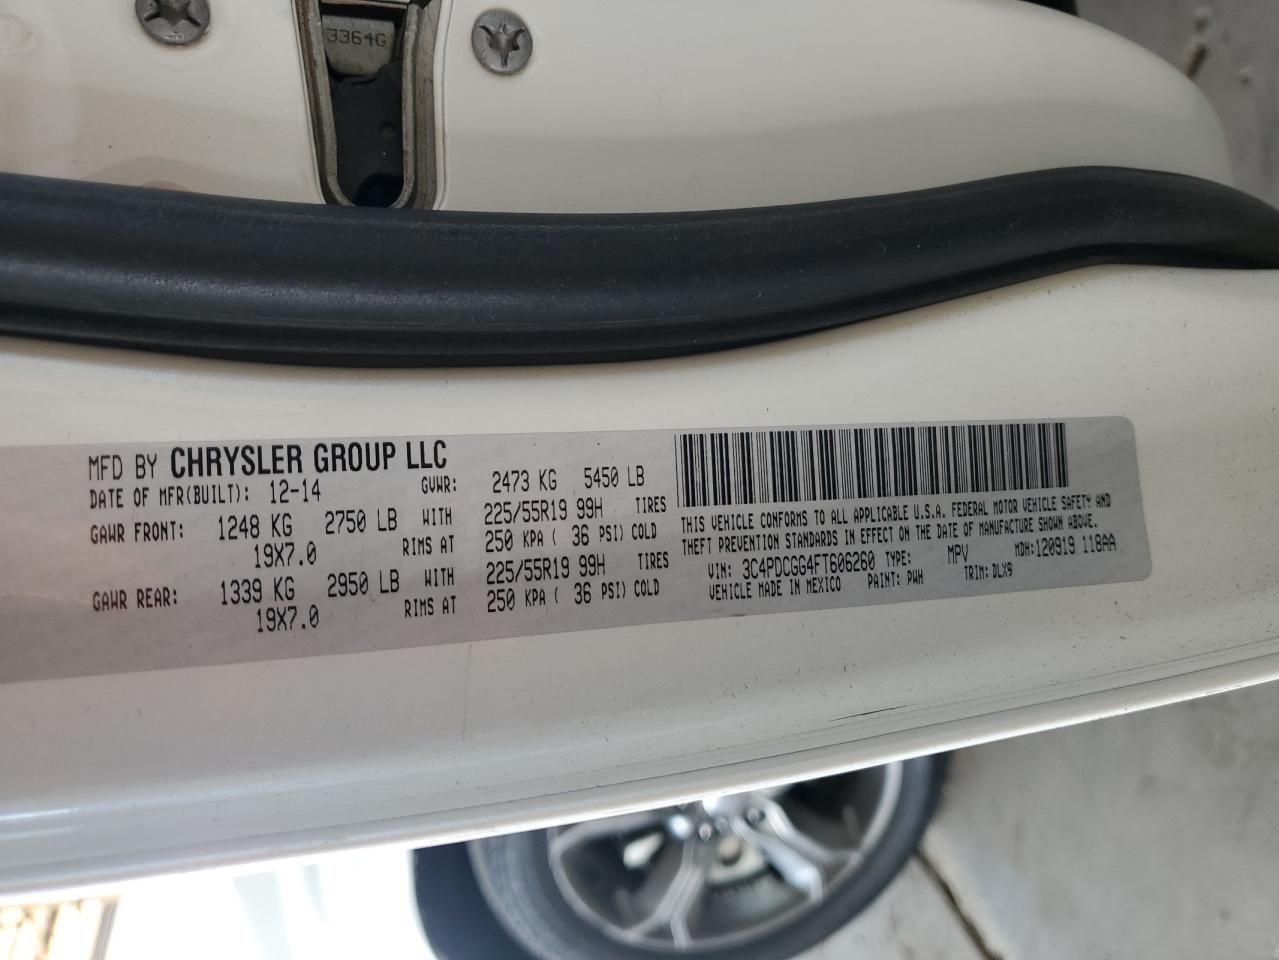 3364G
MFD BY CHRYSLER GROUP LLC
DATE OF MFR(BUILT): 12-14 GVWR: 2473 KG 5450 LB
GAWR FRONT: 1248 KG 2750 LB WITH 225/55R19 99H TIRES
19X7.0 RIMS AT 250 KPA ( 36 PSI) COLD
GAWR REAR: 1339 KG 2950 LB WITH 225/55R19 99H TIRES
19X7.0 RIMS AT 250 KPA ( 36 PSI) COLD
THIS VEHICLE CONFORMS TO ALL APPLICABLE U.S.A. FEDERAL MOTOR VEHICLE SAFETY AND
THEFT PREVENTION STANDARDS IN EFFECT ON THE DATE OF MANUFACTURE SHOWN ABOVE.
VIN: 3C4PDCGG4FT606260 TYPE: MPV MDH:120919 118AA
VEHICLE MADE IN MEXICO PAINT: PWH TRIM: DLX9